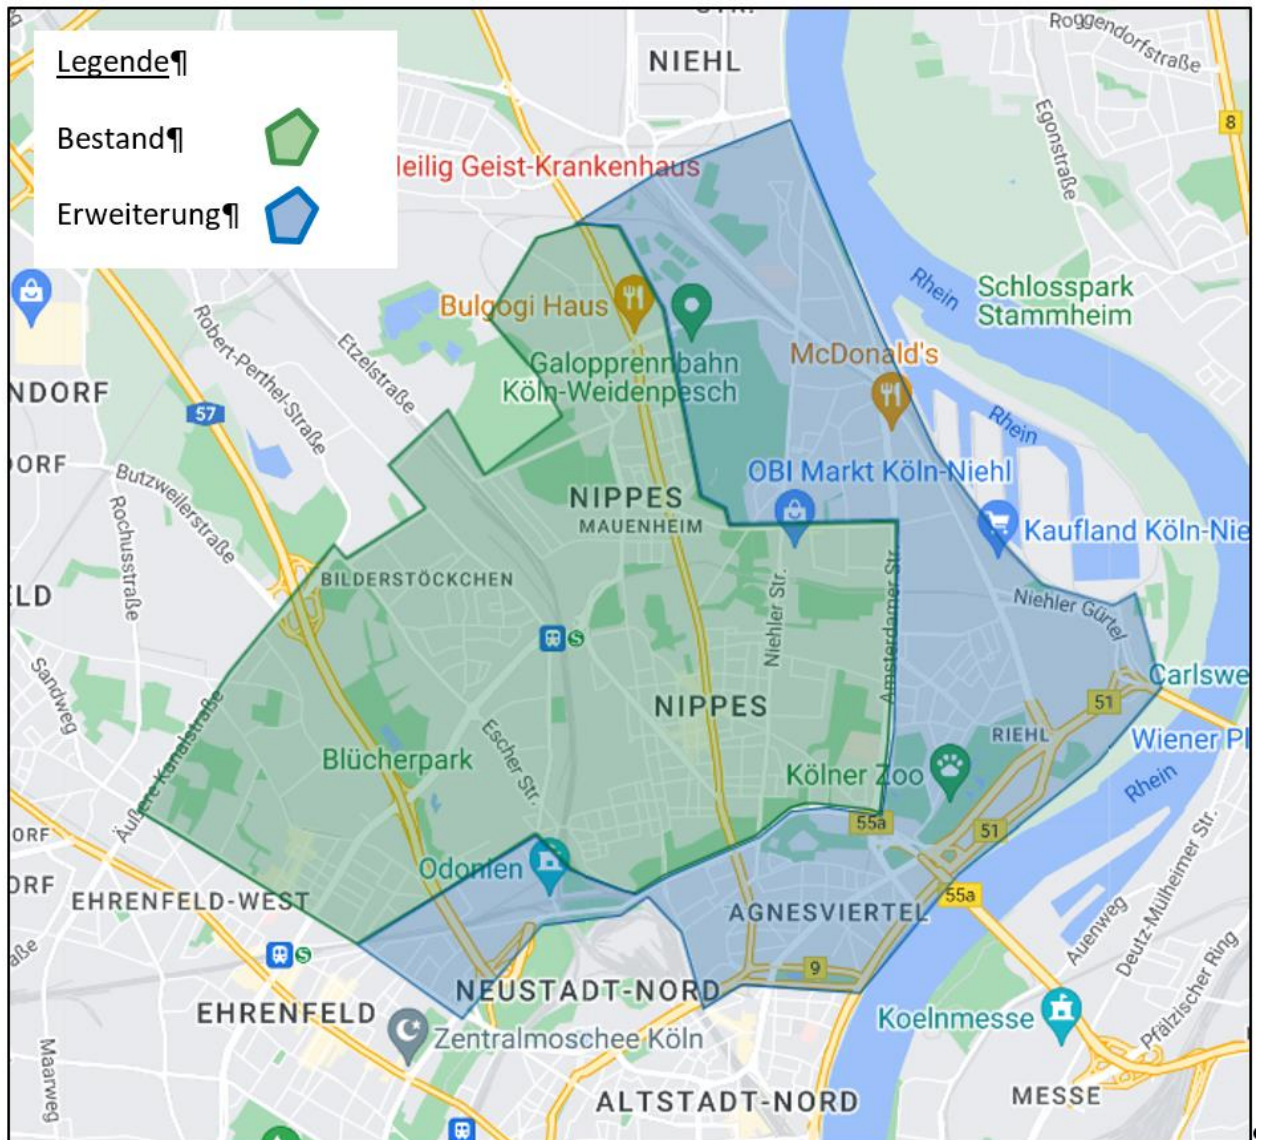 Legende¶
Bestand¶
Erweiterung¶
NIEHL
Roggendorfstraße
Egonstraße
8
Heilig Geist-Krankenhaus
Bulgogi Haus
Rhein
Schlosspark
Stammheim
Robert-Perthel-Straße
Etzelstraße
Galopprennbahn
Köln-Weidenpesch
McDonald's
NDORF
57
Rhein
ORF
Butzweilerstraße
Rochusstraße
OBI Markt Köln-Niehl
NIPPES
MAUENHEIM
Kaufland Köln-Nie
BILDERSTÖCKCHEN
ELD
Niehler Str.
Amsterdamer Str.
Niehler Gürtel
S
Sandweg
Carlswe
51
NIPPES
RIEHL
Wiener Pl
Äußere Kanalstraße
Escher Str.
Blücherpark
Kölner Zoo
Rhein
ORF
55a
51
Odonien
ORF
EHRENFELD-WEST
AGNESVIERTEL
55a
Auenweg
Deutz-Mülheimer Str.
aße
S
9
Pfälzischer Ring
NEUSTADT-NORD
EHRENFELD
Zentralmoschee Köln
Koelnmesse
Maarweg
ALTSTADT-NORD
MESSE